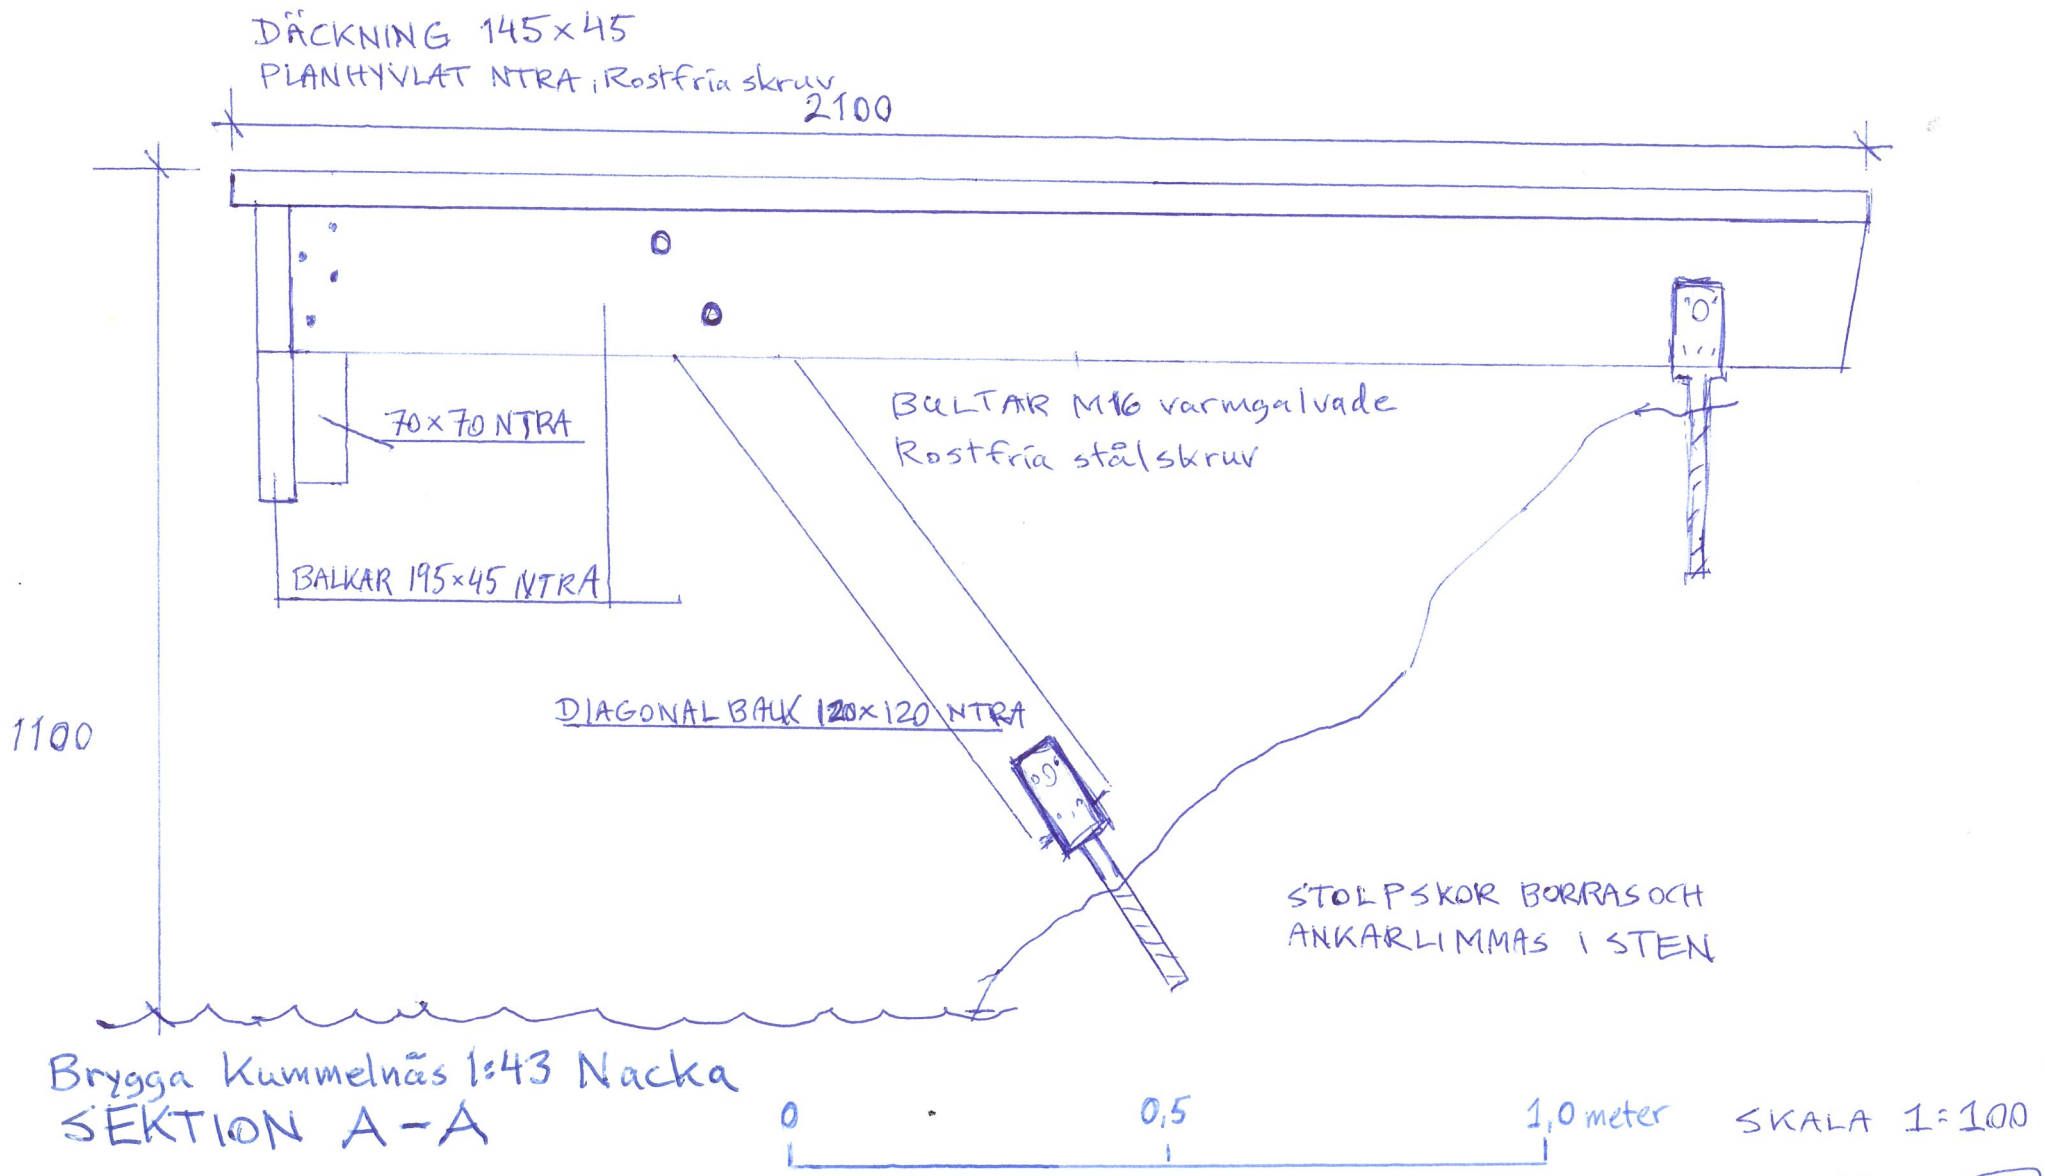 DÄCKNING 145x45
PLANHYVLAT NTRA, Rostfria skruv
2100
70x70 NTRA
BULTAR M16 varmgalvade
Rostfria stålskruv
BALKAR 195x45 NTRA
DIAGONALBALK 120x120 NTRA
1100
STOLPSKOR BORRAS OCH
ANKARLIMMAS I STEN
Brygga Kummelnäs 1:43 Nacka
SEKTION A-A
0 0,5 1,0 meter
SKALA 1:100